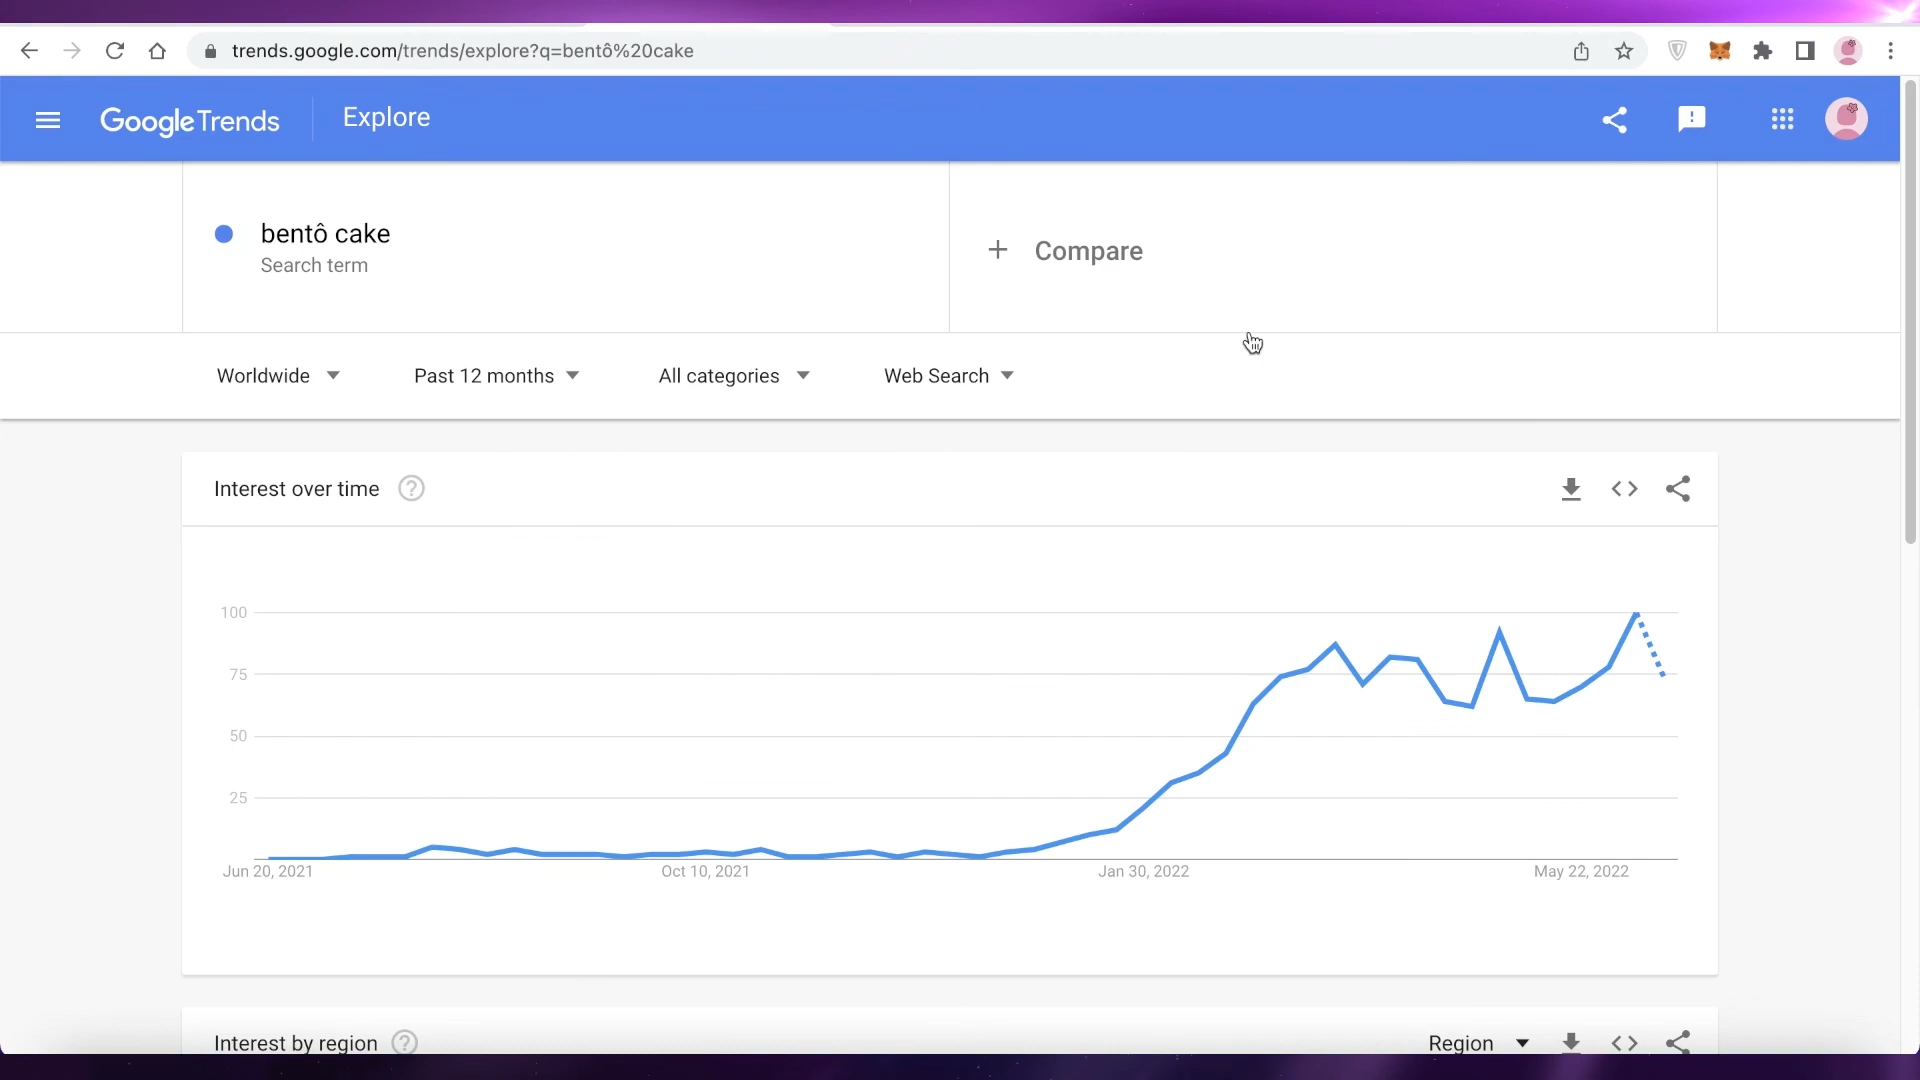 trends.google.com/trends/explore?q=bentô%20cake
Google Trends
Explore
bentô cake
Search term
+ Compare
Worldwide
Past 12 months
All categories
Web Search
Interest over time
100
75
50
25
Jun 20, 2021
Oct 10, 2021
Jan 30, 2022
May 22, 2022
Interest by region
Region